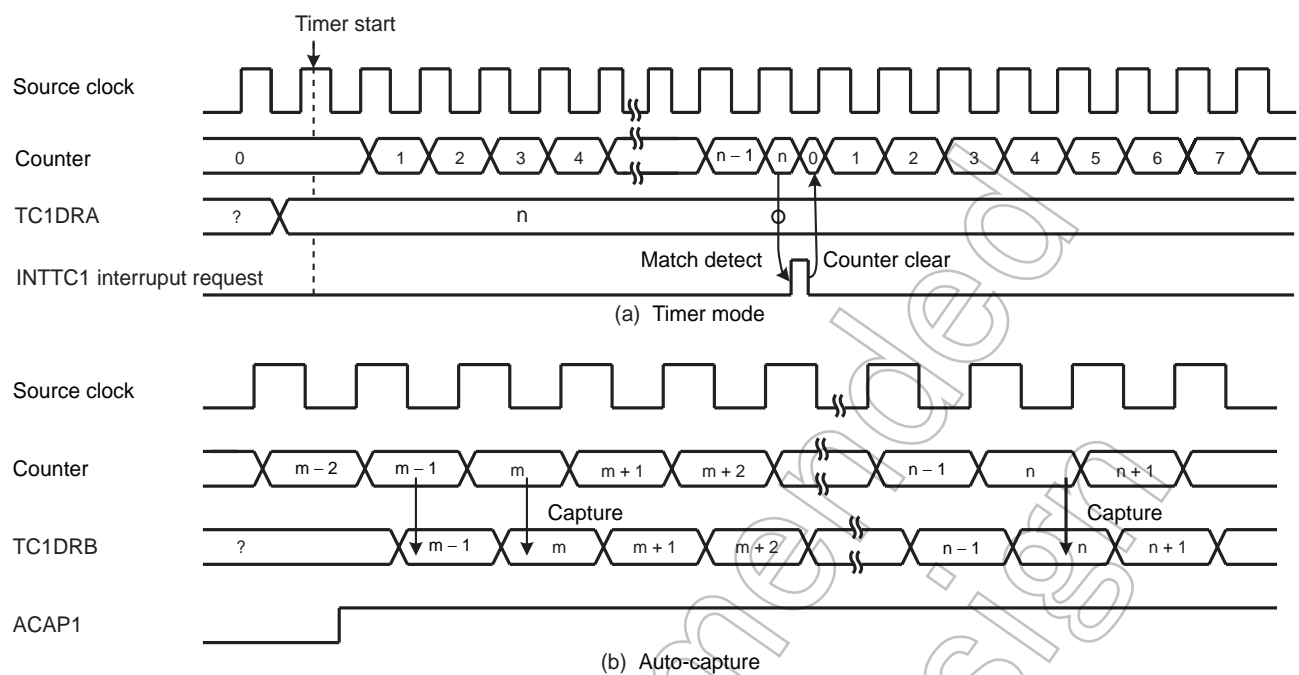 Timer start
Source clock
Counter
0 1 2 3 4 n – 1 n 0 1 2 3 4 5 6 7
TC1DRA
? n
Match detect Counter clear
INTTC1 interruput request
(a) Timer mode
Source clock
Counter
m – 2 m – 1 m m + 1 m + 2 n – 1 n n + 1
Capture Capture
TC1DRB
? m – 1 m m + 1 m + 2 n – 1 n n + 1
ACAP1
(b) Auto-capture
mended
sign